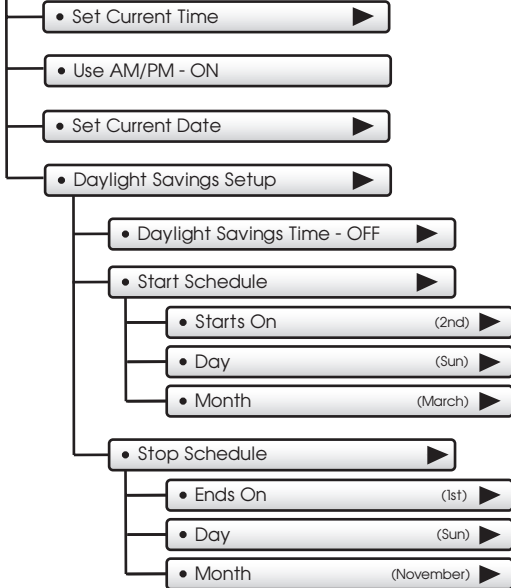 • Set Current Time
• Use AM/PM - ON
• Set Current Date
• Daylight Savings Setup
• Daylight Savings Time - OFF
• Start Schedule
• Starts On (2nd)
• Day (Sun)
• Month (March)
• Stop Schedule
• Ends On (1st)
• Day (Sun)
• Month (November)